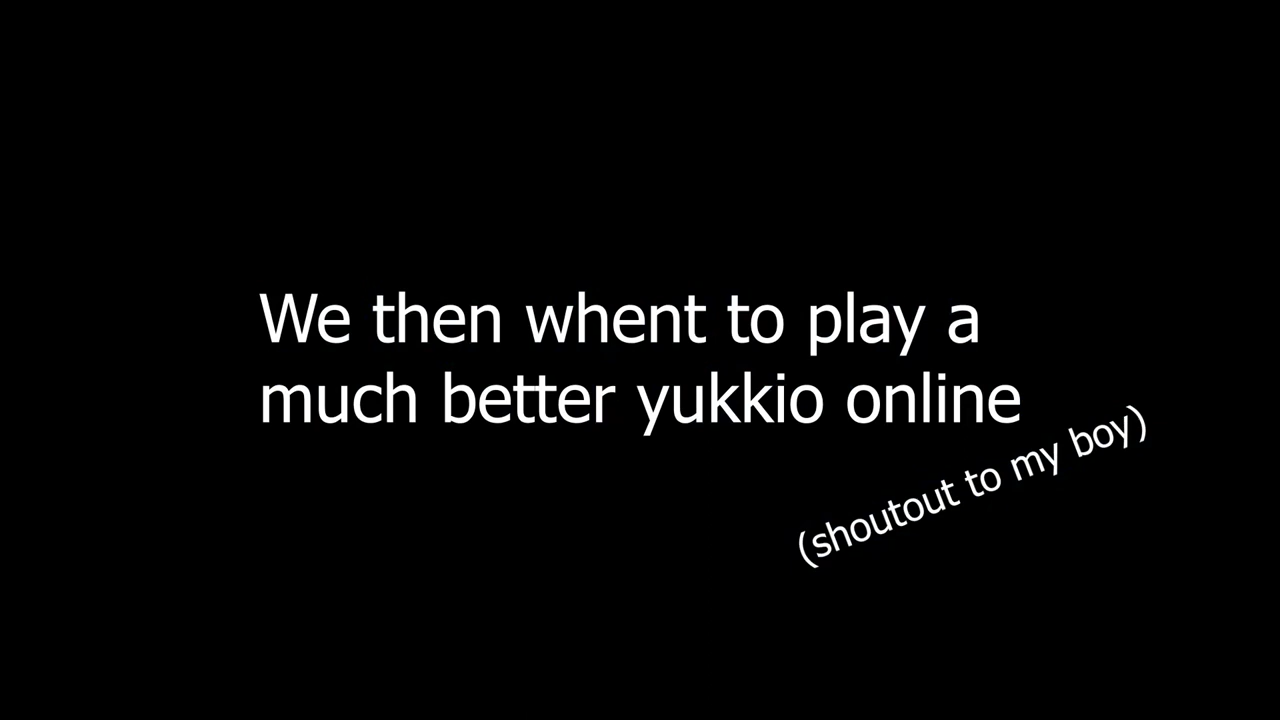 We then whent to play a
much better yukkio online
(shoutout to my boy)